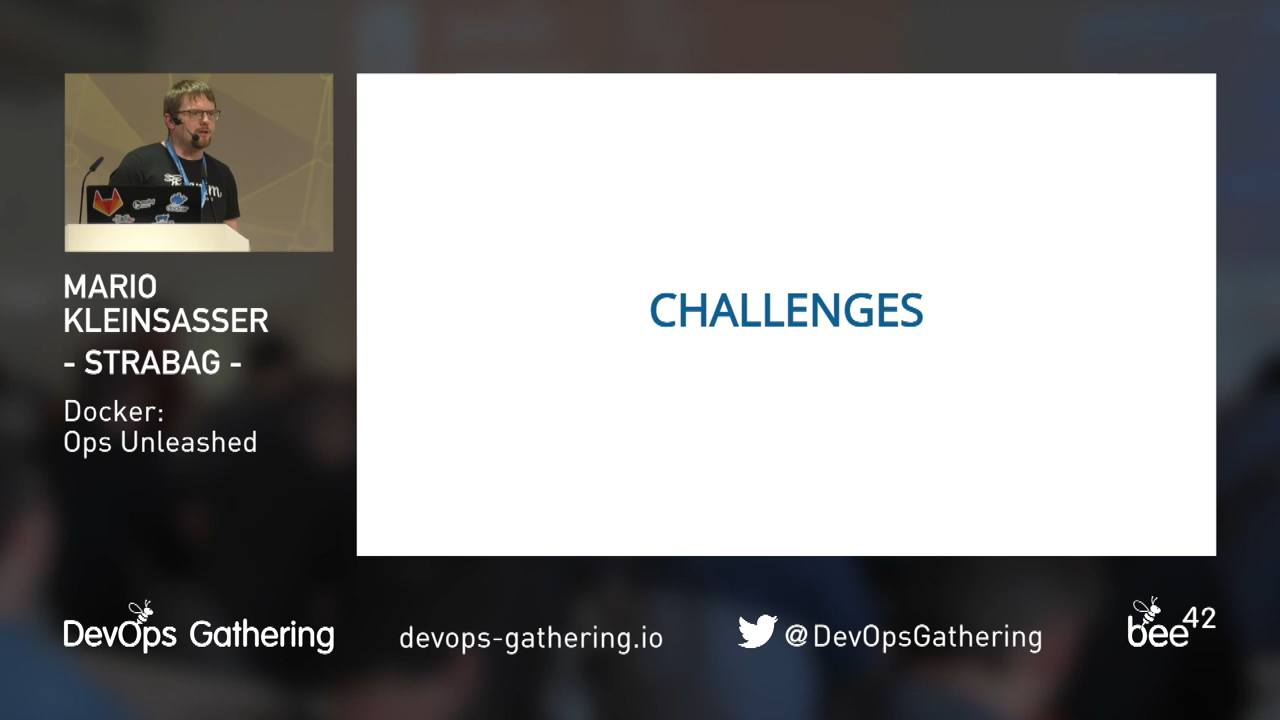 MARIO
KLEINSASSER
- STRABAG -
Docker:
Ops Unleashed
CHALLENGES
DevOps Gathering
devops-gathering.io
@DevOpsGathering
bee42